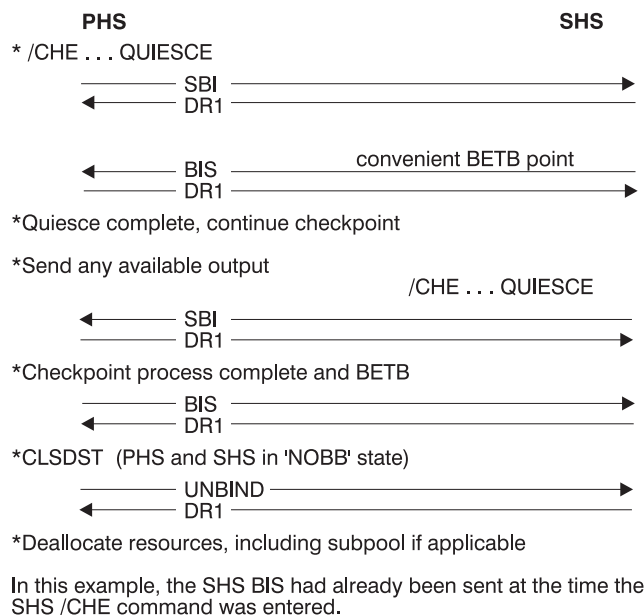 PHS SHS
* /CHE . . . QUIESCE
SBI
DR1
convenient BETB point
BIS
DR1
*Quiesce complete, continue checkpoint
*Send any available output
/CHE . . . QUIESCE
SBI
DR1
*Checkpoint process complete and BETB
BIS
DR1
*CLSDST (PHS and SHS in 'NOBB' state)
UNBIND
DR1
*Deallocate resources, including subpool if applicable
In this example, the SHS BIS had already been sent at the time the
SHS /CHE command was entered.